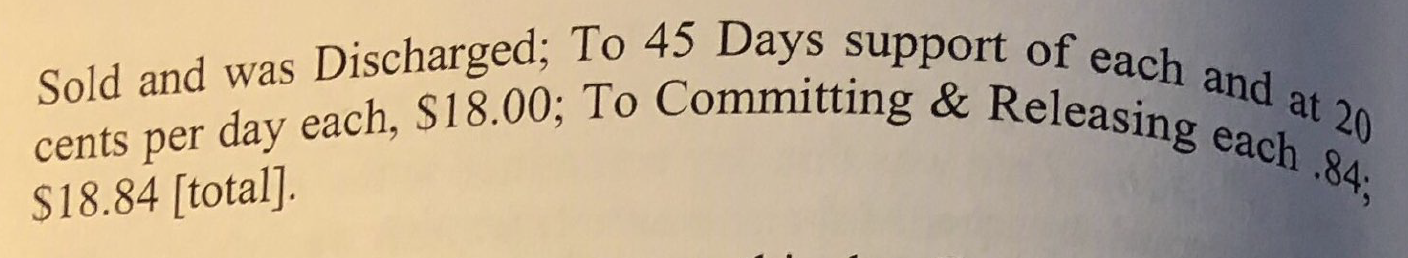 Sold and was Discharged; To 45 Days support of each and at 20
cents per day each, $18.00; To Committing & Releasing each .84;
$18.84 [total].